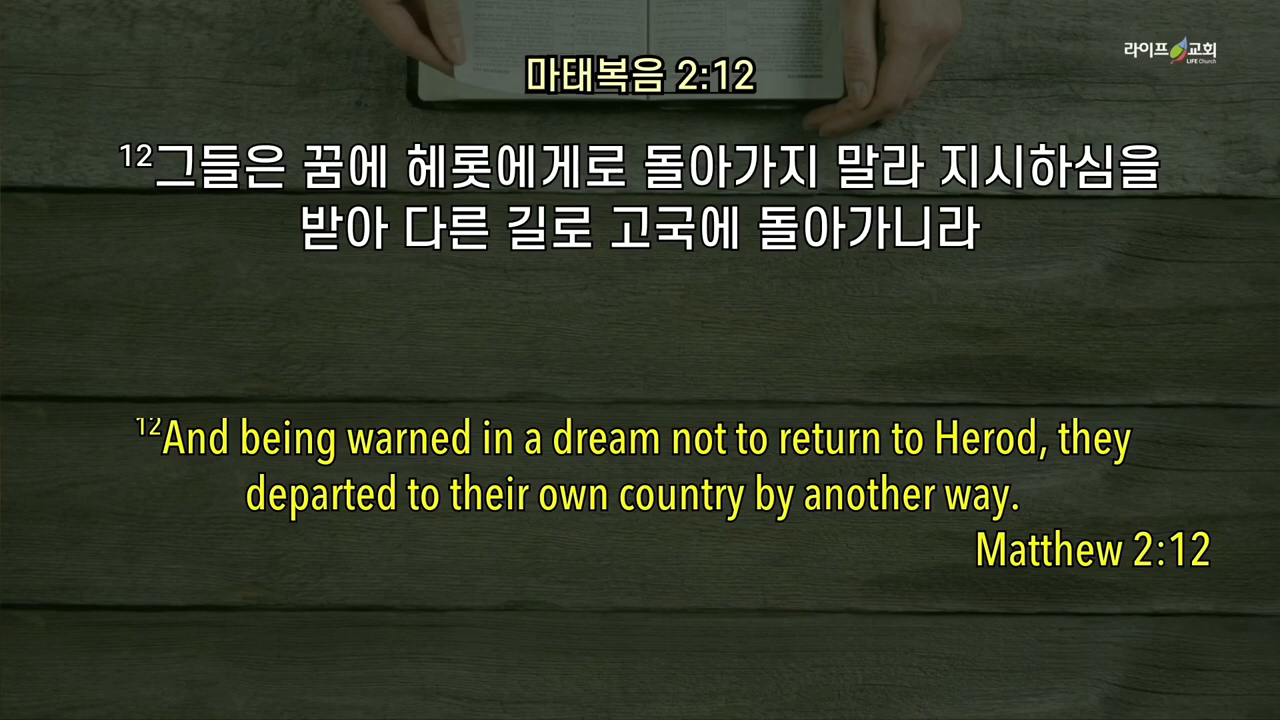 라이프교회
LIFE Church
마태복음 2:12
¹²그들은 꿈에 헤롯에게로 돌아가지 말라 지시하심을
받아 다른 길로 고국에 돌아가니라
¹²And being warned in a dream not to return to Herod, they
departed to their own country by another way.
Matthew 2:12